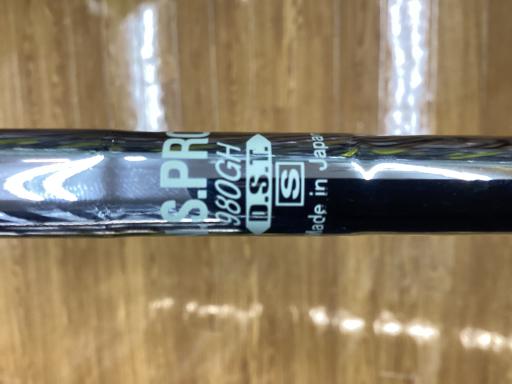 .S.PRO
980GH
D.S.T.
S
Made in Japan